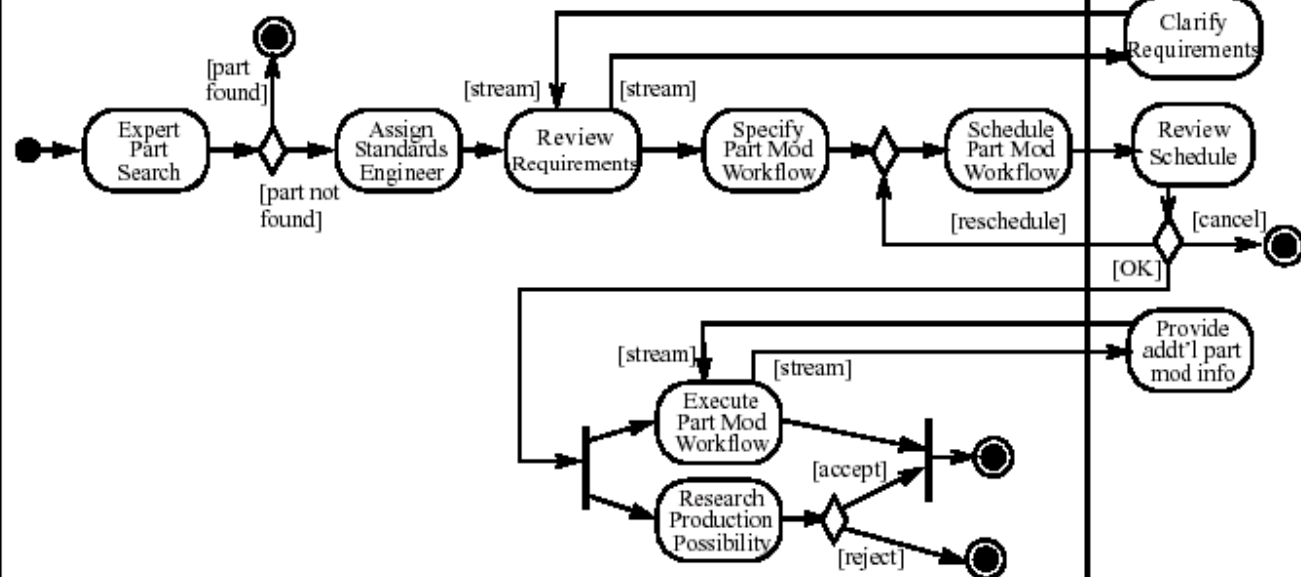 Clarify
Requirements
[part
found]
[stream]
[stream]
Expert
Part
Search
Assign
Standards
Engineer
Review
Requirements
Specify
Part Mod
Workflow
Schedule
Part Mod
Workflow
Review
Schedule
[part not
found]
[reschedule]
[cancel]
[OK]
Provide
addt'l part
mod info
[stream]
[stream]
Execute
Part Mod
Workflow
[accept]
Research
Production
Possibility
[reject]